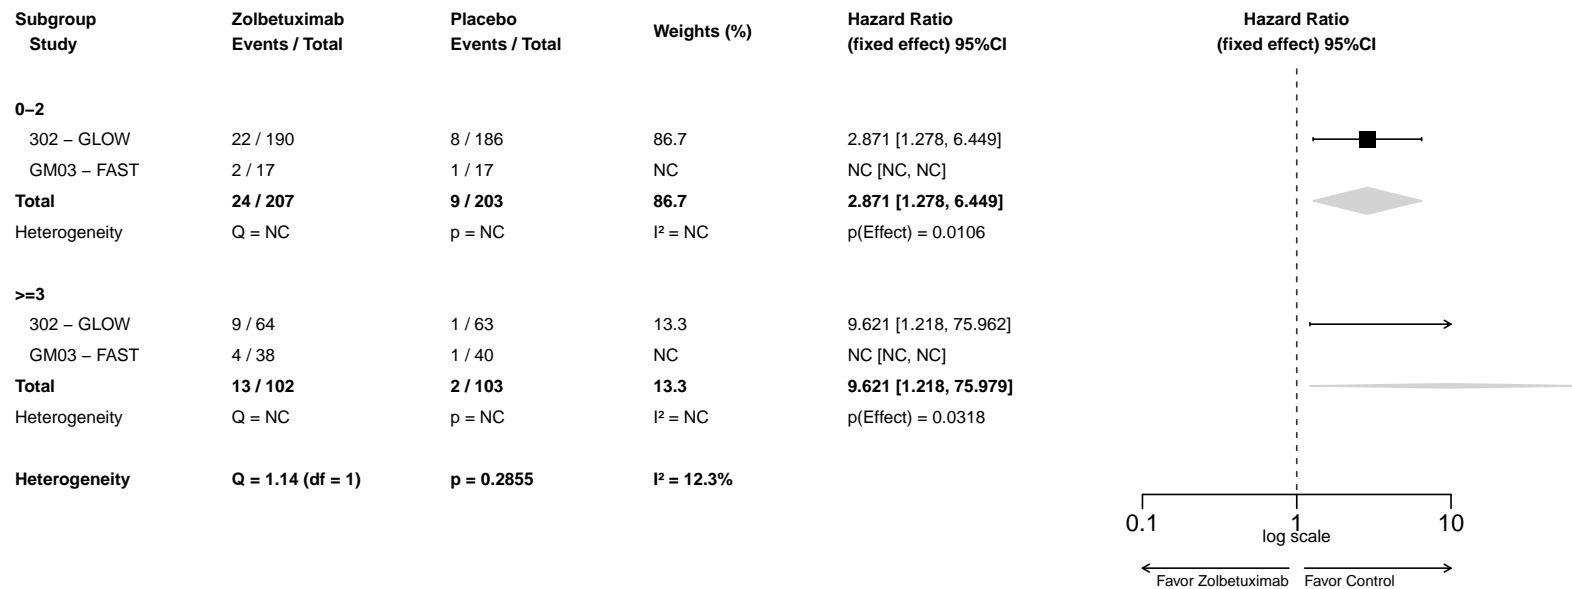 Subgroup Zolbetuximab Placebo Weights (%) Hazard Ratio Hazard Ratio
Study Events / Total Events / Total (fixed effect) 95%CI (fixed effect) 95%CI
0–2
302 – GLOW 22 / 190 8 / 186 86.7 2.871 [1.278, 6.449]
GM03 – FAST 2 / 17 1 / 17 NC NC [NC, NC]
Total 24 / 207 9 / 203 86.7 2.871 [1.278, 6.449]
Heterogeneity Q = NC p = NC I² = NC p(Effect) = 0.0106
>=3
302 – GLOW 9 / 64 1 / 63 13.3 9.621 [1.218, 75.962]
GM03 – FAST 4 / 38 1 / 40 NC NC [NC, NC]
Total 13 / 102 2 / 103 13.3 9.621 [1.218, 75.979]
Heterogeneity Q = NC p = NC I² = NC p(Effect) = 0.0318
Heterogeneity Q = 1.14 (df = 1) p = 0.2855 I² = 12.3%
0.1 1 10
log scale
Favor Zolbetuximab Favor Control